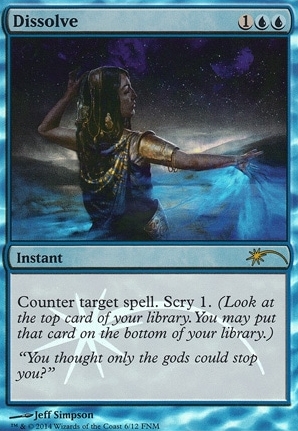 Dissolve 1
Instant
Counter target spell. Scry 1. (Look at
the top card of your library. You may put
that card on the bottom of your library.)
“You thought only the gods could stop
you?”
Jeff Simpson
™ & © 2014 Wizards of the Coast 6/12 FNM